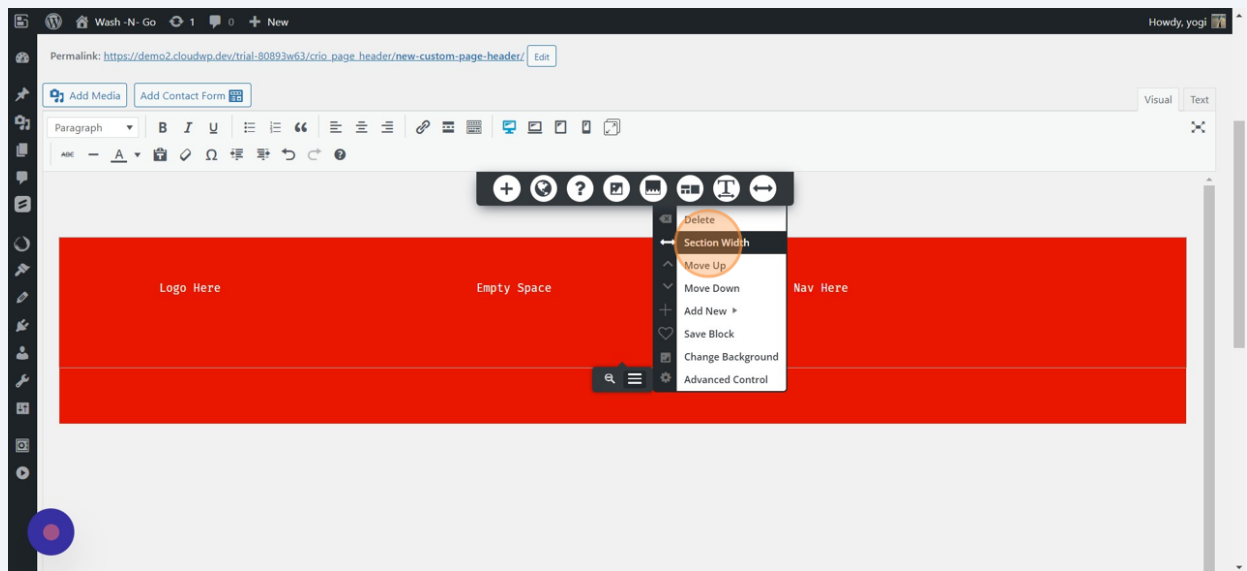 Wash -N- Go 1 0 New Howdy, yogi
Permalink: https://demo2.cloudwp.dev/trial-80893w63/crio_page_header/new-custom-page-header/ Edit
Add Media Add Contact Form Visual Text
Paragraph B I U
ABC A Ω
Delete
Section Width
Move Up
Logo Here Empty Space Move Down Nav Here
Add New
Save Block
Change Background
Advanced Control